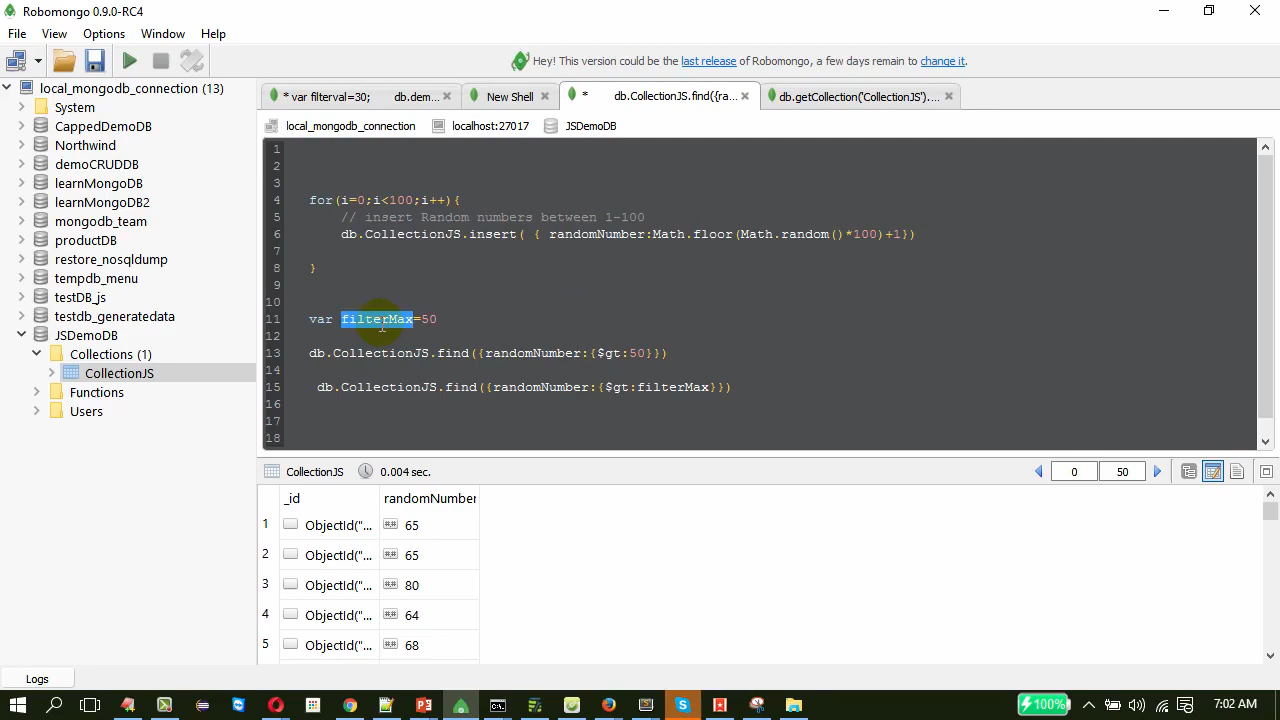 Robomongo 0.9.0-RC4
File View Options Window Help
Hey! This version could be the last release of Robomongo, a few days remain to change it.
local_mongodb_connection (13)
System
CappedDemoDB
Northwind
demoCRUDDB
learnMongoDB
learnMongoDB2
mongodb_team
productDB
restore_nosqldump
tempdb_menu
testDB_js
testdb_generatedata
JSDemoDB
Collections (1)
CollectionJS
Functions
Users
* var filterval=30; db.dem...
New Shell
* db.CollectionJS.find({ra...
db.getCollection('CollectionJS')....
local_mongodb_connection localhost:27017 JSDemoDB
1
2
3
4 for(i=0;i<100;i++){
5 // insert Random numbers between 1-100
6 db.CollectionJS.insert( { randomNumber:Math.floor(Math.random()*100)+1})
7
8 }
9
10
11 var filterMax=50
12
13 db.CollectionJS.find({randomNumber:{$gt:50}})
14
15 db.CollectionJS.find({randomNumber:{$gt:filterMax}})
16
17
18
CollectionJS 0.004 sec. 0 50
_id randomNumber
1 ObjectId("... 65
2 ObjectId("... 65
3 ObjectId("... 80
4 ObjectId("... 64
5 ObjectId("... 68
Logs
100% 7:02 AM